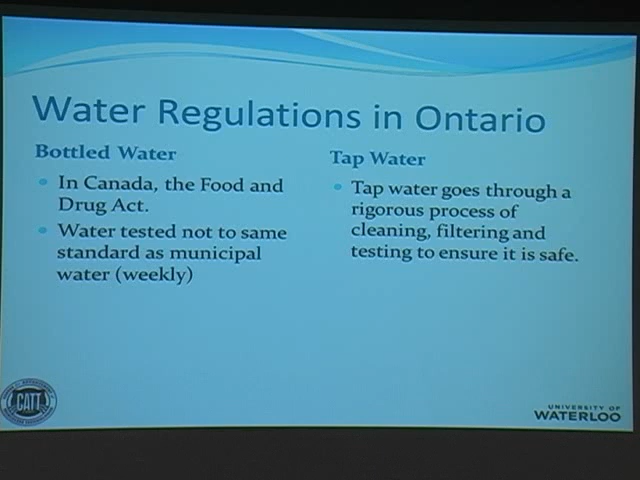 Water Regulations in Ontario
Bottled Water
In Canada, the Food and
Drug Act.
Water tested not to same
standard as municipal
water (weekly)
Tap Water
Tap water goes through a
rigorous process of
cleaning, filtering and
testing to ensure it is safe.
CATT
UNIVERSITY OF
WATERLOO